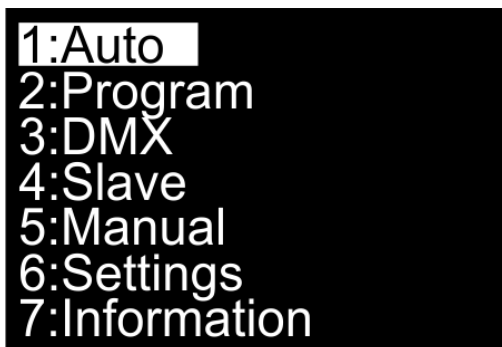 1:Auto
2:Program
3:DMX
4:Slave
5:Manual
6:Settings
7:Information